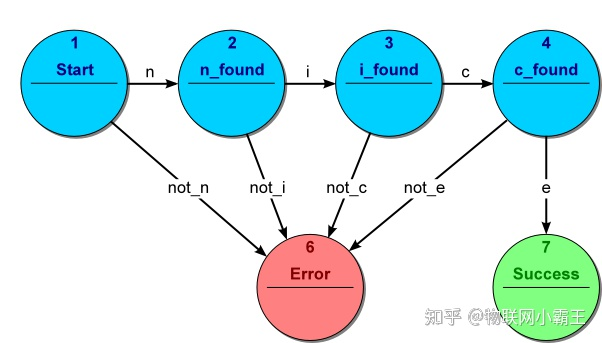 1
Start
n
2
n_found
i
3
i_found
c
4
c_found
not_n
not_i
not_c
not_e
e
6
Error
7
Success
知乎 @物联网小霸王